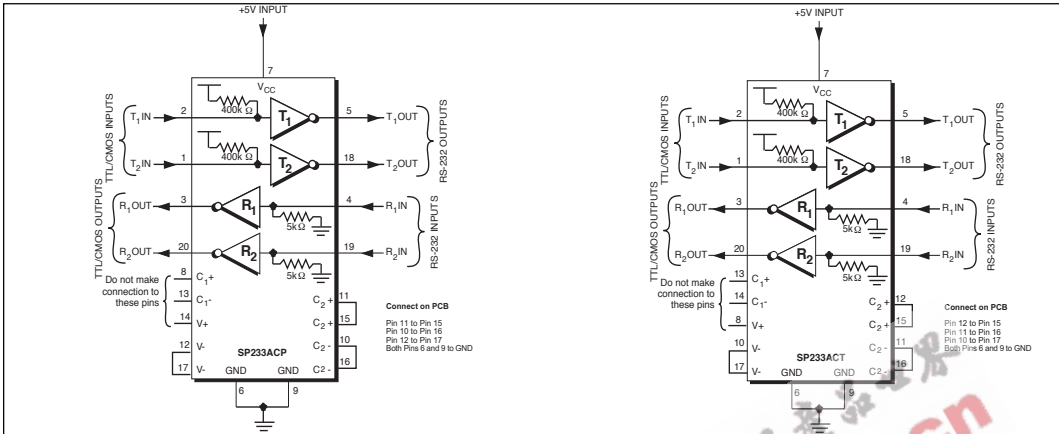 +5V INPUT
7
VCC
TTL/CMOS INPUTS
T1IN
2
400k Ω
T1
5
T1OUT
T2IN
1
400k Ω
T2
18
T2OUT
RS-232 OUTPUTS
TTL/CMOS OUTPUTS
R1OUT
3
R1
5kΩ
4
R1IN
R2OUT
20
R2
5kΩ
19
R2IN
RS-232 INPUTS
Do not make
connection to
these pins
8
C1+
13
C1-
14
V+
12
V-
17
V-
11
C2+
15
C2+
10
C2-
16
C2-
SP233ACP
GND
GND
6
9
Connect on PCB
Pin 11 to Pin 15
Pin 10 to Pin 16
Pin 12 to Pin 17
Both Pins 6 and 9 to GND
+5V INPUT
7
VCC
TTL/CMOS INPUTS
T1IN
2
400k Ω
T1
5
T1OUT
T2IN
1
400k Ω
T2
18
T2OUT
RS-232 OUTPUTS
TTL/CMOS OUTPUTS
R1OUT
3
R1
5kΩ
4
R1IN
R2OUT
20
R2
5kΩ
19
R2IN
RS-232 INPUTS
Do not make
connection to
these pins
13
C1+
14
C1-
8
V+
10
V-
17
V-
12
C2+
15
C2+
11
C2-
16
C2-
SP233ACT
GND
GND
6
9
Connect on PCB
Pin 12 to Pin 15
Pin 11 to Pin 16
Pin 10 to Pin 17
Both Pins 6 and 9 to GND